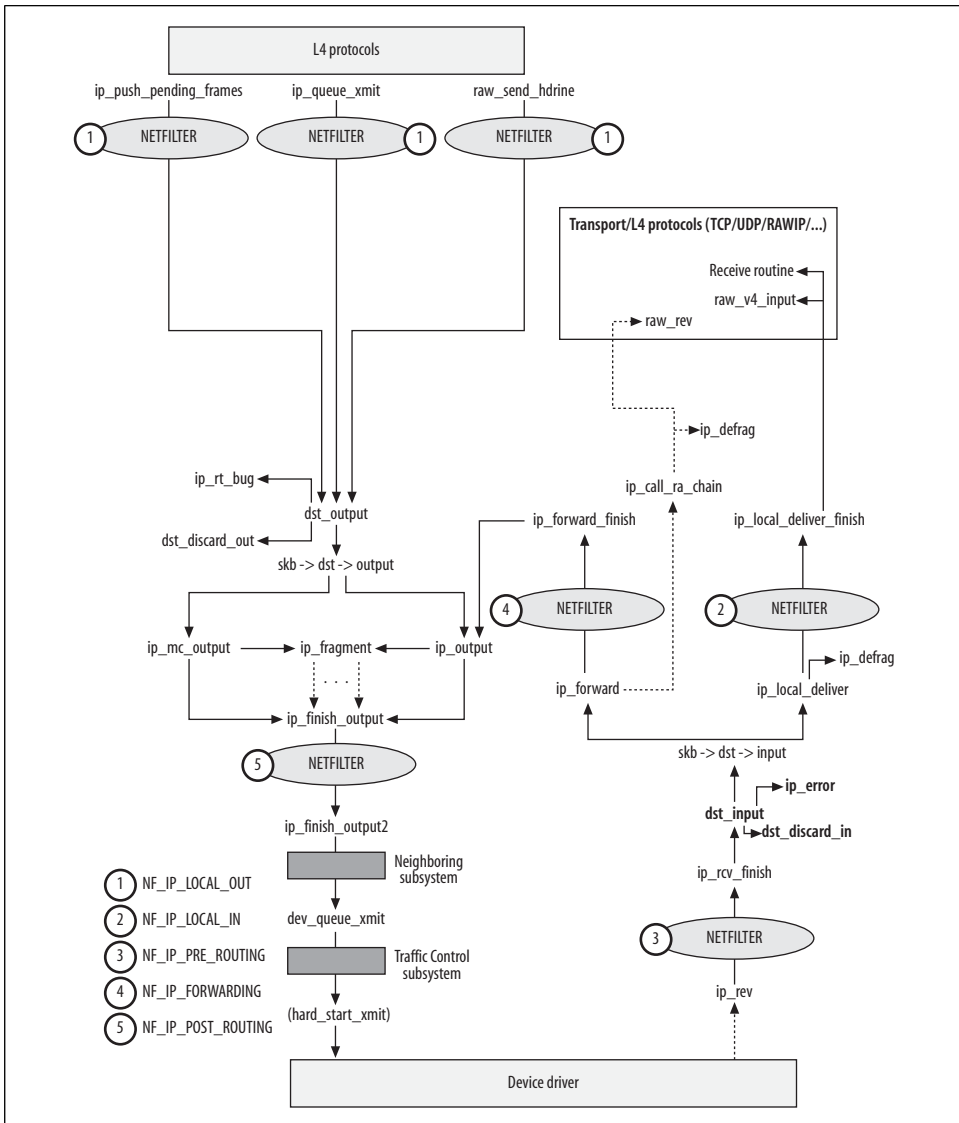 L4 protocols
ip_push_pending_frames
ip_queue_xmit
raw_send_hdrine
1
NETFILTER
NETFILTER
1
NETFILTER
1
Transport/L4 protocols (TCP/UDP/RAWIP/...)
Receive routine
raw_v4_input
raw_rev
ip_defrag
ip_rt_bug
ip_call_ra_chain
dst_output
ip_forward_finish
ip_local_deliver_finish
dst_discard_out
skb -> dst -> output
4
NETFILTER
2
NETFILTER
ip_mc_output
ip_fragment
ip_output
ip_defrag
. . .
ip_forward
ip_local_deliver
ip_finish_output
skb -> dst -> input
5
NETFILTER
ip_error
dst_input
dst_discard_in
ip_finish_output2
Neighboring
subsystem
ip_rcv_finish
1 NF_IP_LOCAL_OUT
dev_queue_xmit
2 NF_IP_LOCAL_IN
3
NETFILTER
3 NF_IP_PRE_ROUTING
Traffic Control
subsystem
4 NF_IP_FORWARDING
ip_rev
(hard_start_xmit)
5 NF_IP_POST_ROUTING
Device driver